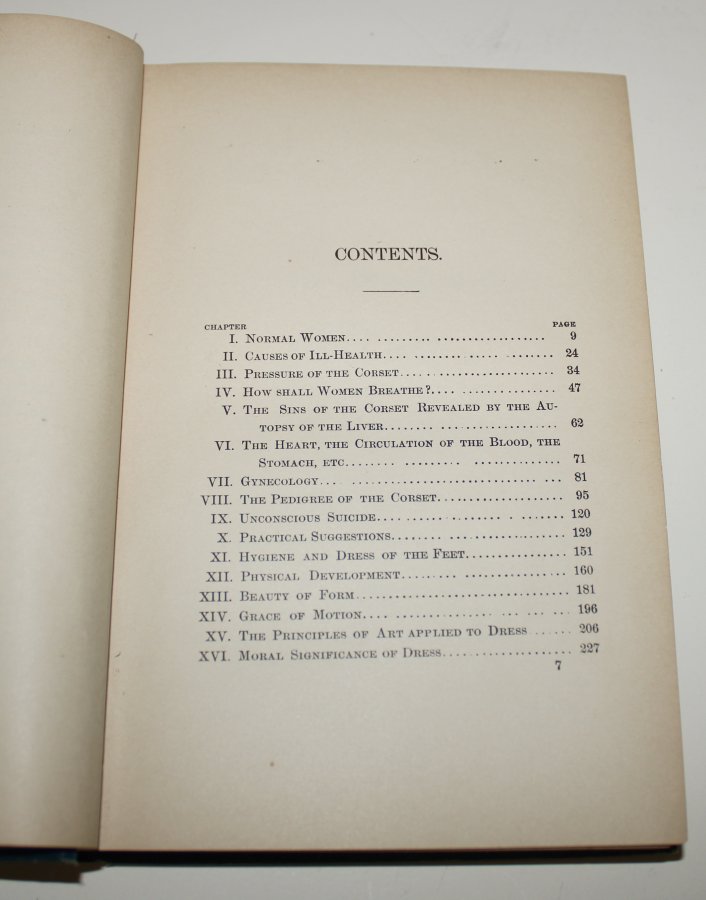 CONTENTS.
CHAPTER PAGE
I. NORMAL WOMEN.... ......... .................. 9
II. CAUSES OF ILL-HEALTH.... ........ ..... ........ 24
III. PRESSURE OF THE CORSET......................... 34
IV. HOW SHALL WOMEN BREATHE?.... ................ 47
V. THE SINS OF THE CORSET REVEALED BY THE AU-
TOPSY OF THE LIVER............................ 62
VI. THE HEART, THE CIRCULATION OF THE BLOOD, THE
STOMACH, ETC........ ......... .............. 71
VII. GYNECOLOGY... ..... ............ ...... ... 81
VIII. THE PEDIGREE OF THE CORSET.................... 95
IX. UNCONSCIOUS SUICIDE.... ........ ....... . ...... 120
X. PRACTICAL SUGGESTIONS....... ................. 129
XI. HYGIENE AND DRESS OF THE FEET................ 151
XII. PHYSICAL DEVELOPMENT........ ................ 160
XIII. BEAUTY OF FORM................................. 181
XIV. GRACE OF MOTION.................... ... ..... ... 196
XV. THE PRINCIPLES OF ART APPLIED TO DRESS ...... 206
XVI. MORAL SIGNIFICANCE OF DRESS.................... 227
7